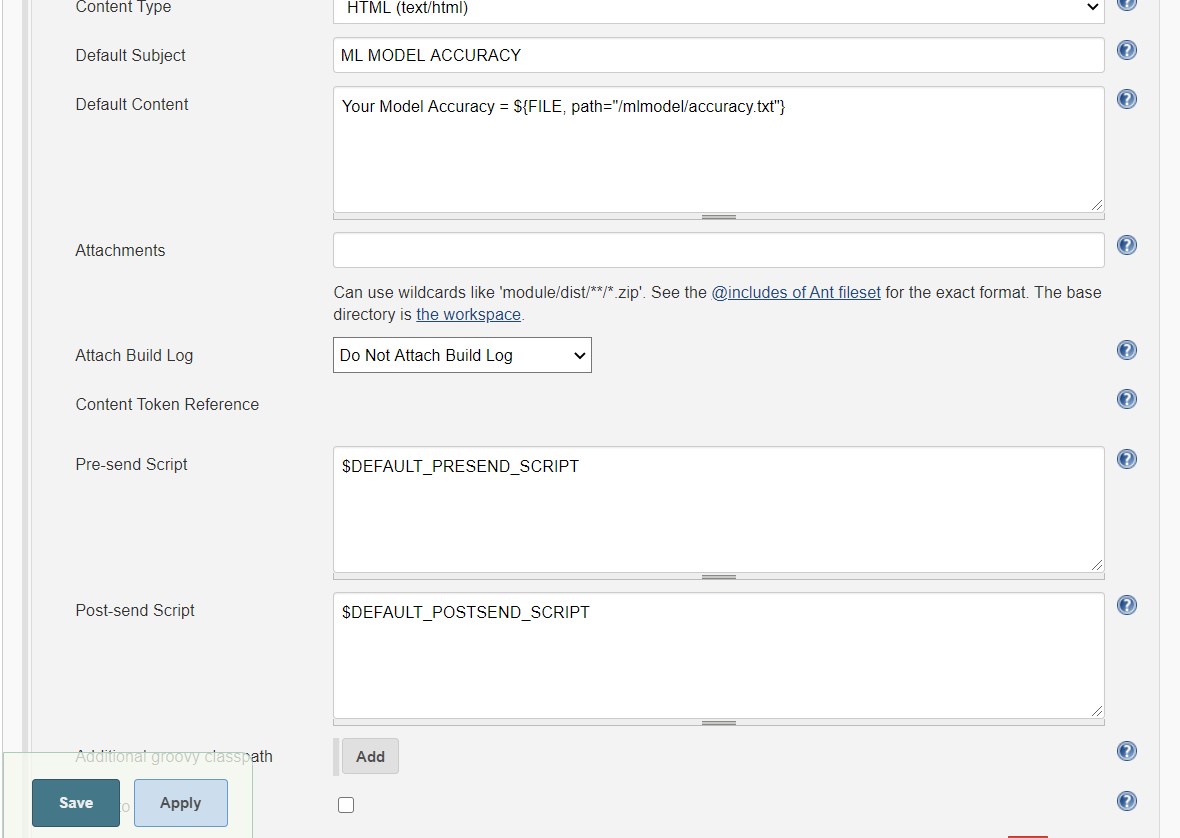 Content Type
HTML (text/html)
Default Subject
ML MODEL ACCURACY
Default Content
Your Model Accuracy = ${FILE, path="/mlmodel/accuracy.txt"}
Attachments
Can use wildcards like 'module/dist/**/*.zip'. See the @includes of Ant fileset for the exact format. The base
directory is the workspace.
Attach Build Log
Do Not Attach Build Log
Content Token Reference
Pre-send Script
$DEFAULT_PRESEND_SCRIPT
Post-send Script
$DEFAULT_POSTSEND_SCRIPT
Additional groovy classpath
Add
Save
Apply